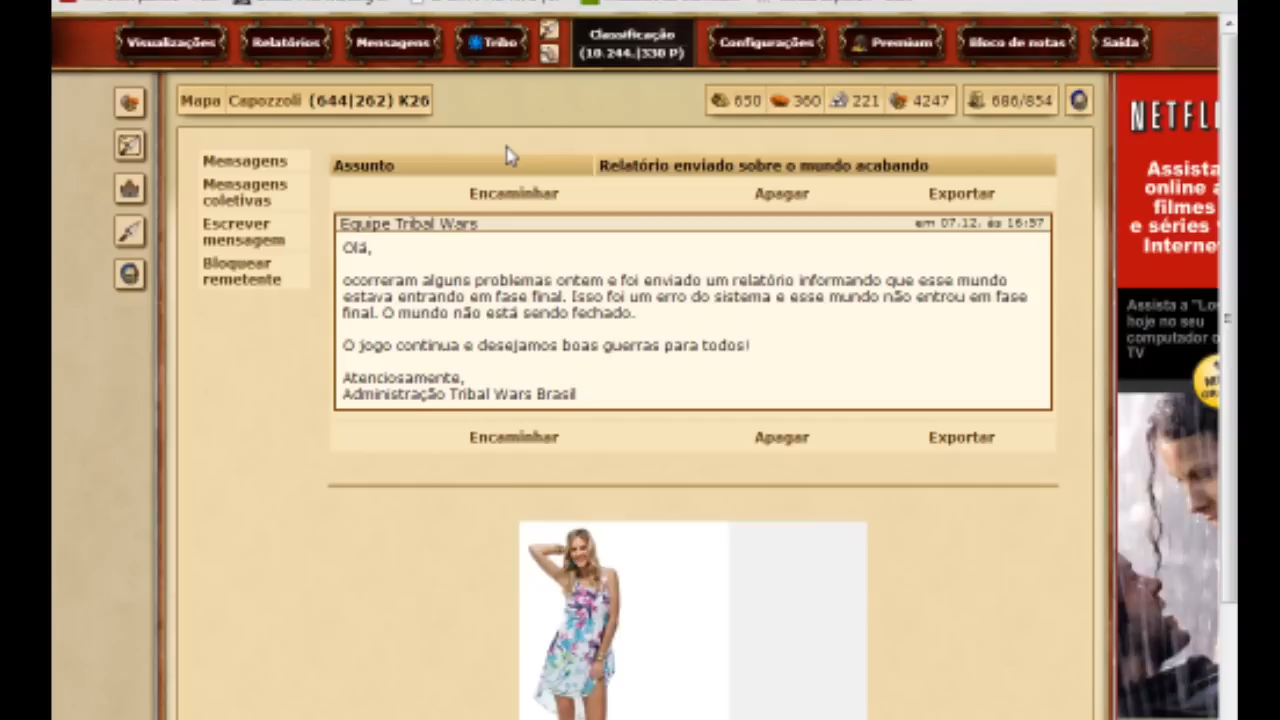 Visualizações Relatórios Mensagens Tribo Classificação Configurações Premium Bloco de notas Saída
(10.244.|330 P)
Mapa Capozzoli (644|262) K26 650 360 221 4247 686/854
Mensagens
Mensagens
coletivas
Escrever
mensagem
Bloquear
remetente
Assunto Relatório enviado sobre o mundo acabando
Encaminhar Apagar Exportar
Equipe Tribal Wars em 07.12. às 16:57
Olá,
ocorreram alguns problemas ontem e foi enviado um relatório informando que esse mundo
estava entrando em fase final. Isso foi um erro do sistema e esse mundo não entrou em fase
final. O mundo não está sendo fechado.
O jogo continua e desejamos boas guerras para todos!
Atenciosamente,
Administração Tribal Wars Brasil
Encaminhar Apagar Exportar
NETFLI
Assista
online a
filmes
e séries
Interne
Assista a "Lo
hoje no seu
computador o
TV